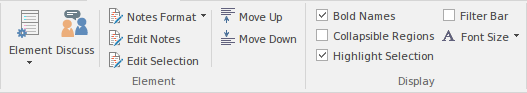 Element
Discuss
Notes Format
Edit Notes
Edit Selection
Move Up
Move Down
Element
Bold Names
Collapsible Regions
Highlight Selection
Filter Bar
A Font Size
Display